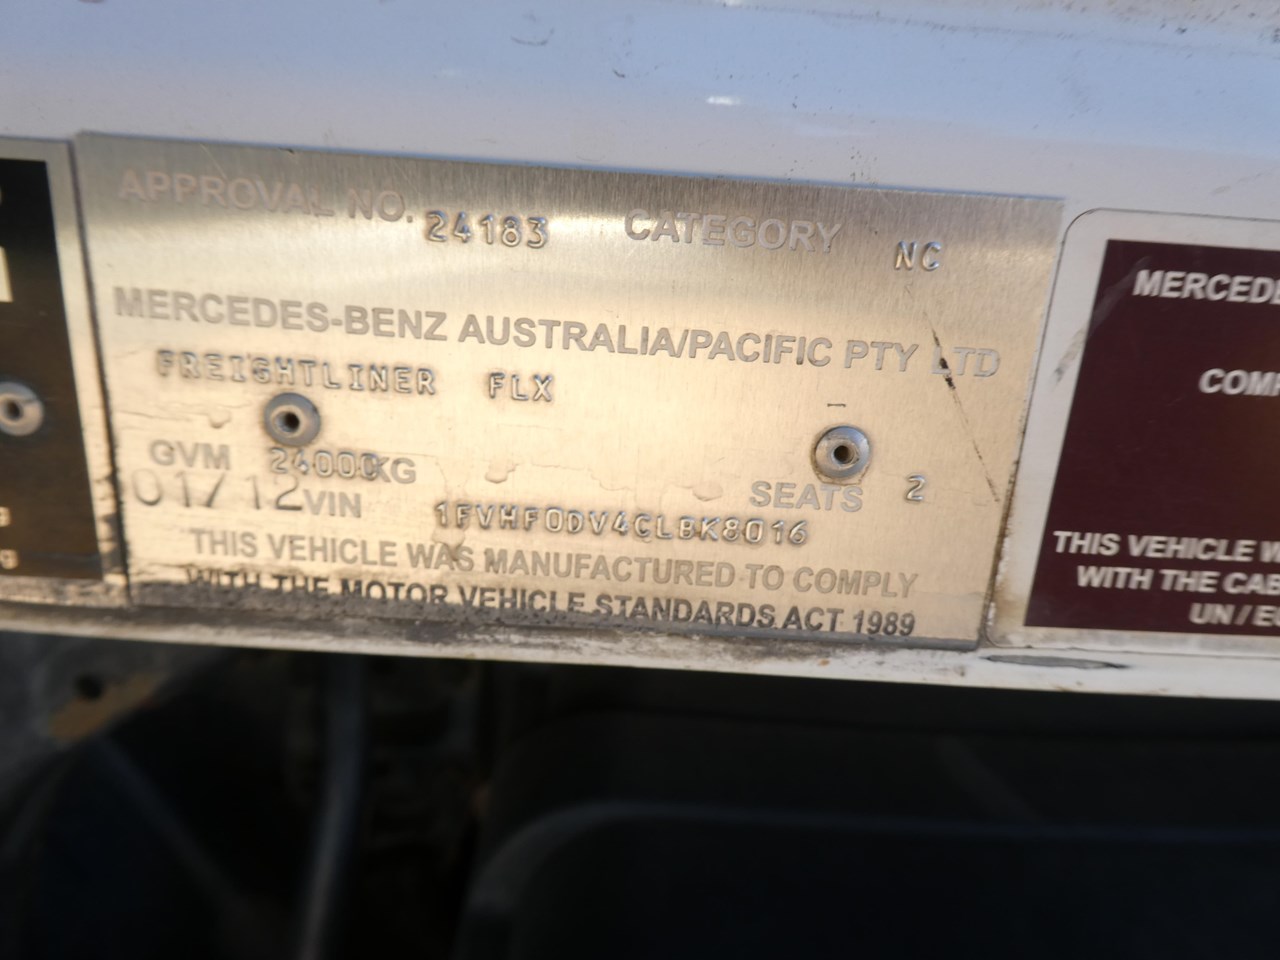 APPROVAL NO. 24183 CATEGORY NC
MERCEDES-BENZ AUSTRALIA/PACIFIC PTY LTD
FREIGHTLINER FLX
GVM 24000KG
SEATS 2
01/12 VIN 1FVHF0DV4CLBK8016
THIS VEHICLE WAS MANUFACTURED TO COMPLY
WITH THE MOTOR VEHICLE STANDARDS ACT 1989
MERCEDE
COMP
THIS VEHICLE W
WITH THE CAB
UN/EC
g
g